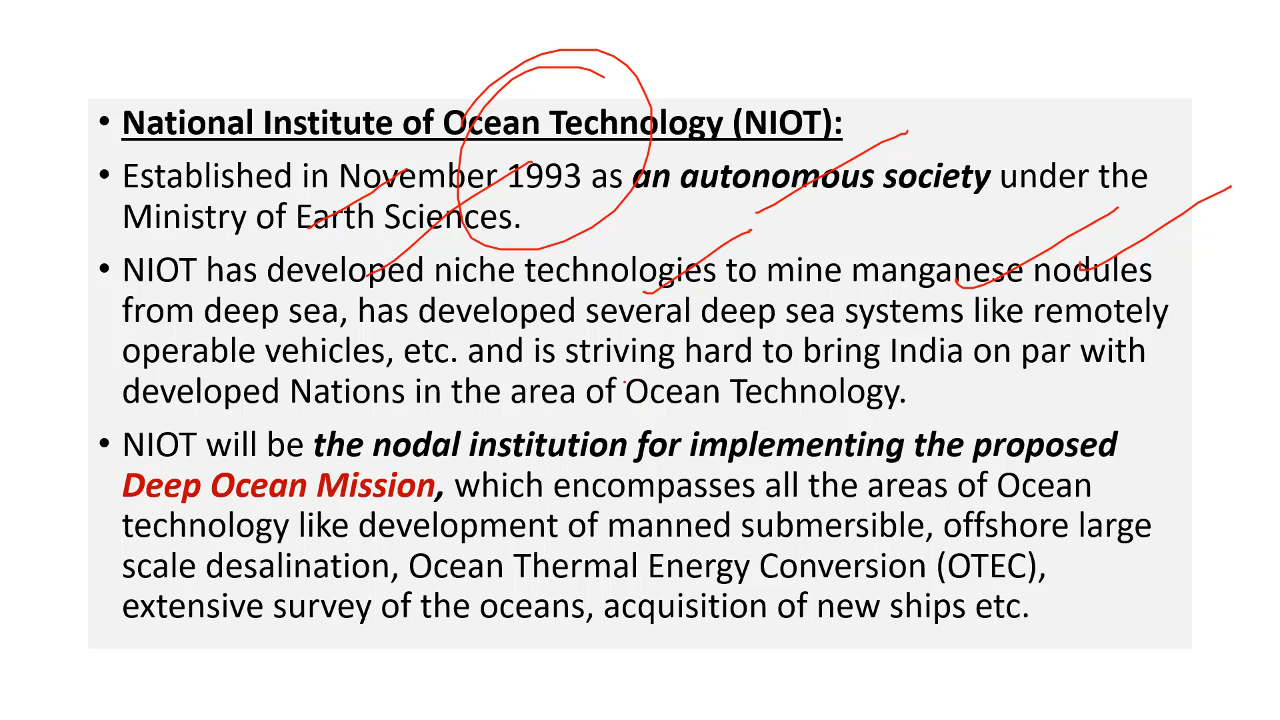 • National Institute of Ocean Technology (NIOT):
• Established in November 1993 as an autonomous society under the
Ministry of Earth Sciences.
• NIOT has developed niche technologies to mine manganese nodules
from deep sea, has developed several deep sea systems like remotely
operable vehicles, etc. and is striving hard to bring India on par with
developed Nations in the area of Ocean Technology.
• NIOT will be the nodal institution for implementing the proposed
Deep Ocean Mission, which encompasses all the areas of Ocean
technology like development of manned submersible, offshore large
scale desalination, Ocean Thermal Energy Conversion (OTEC),
extensive survey of the oceans, acquisition of new ships etc.